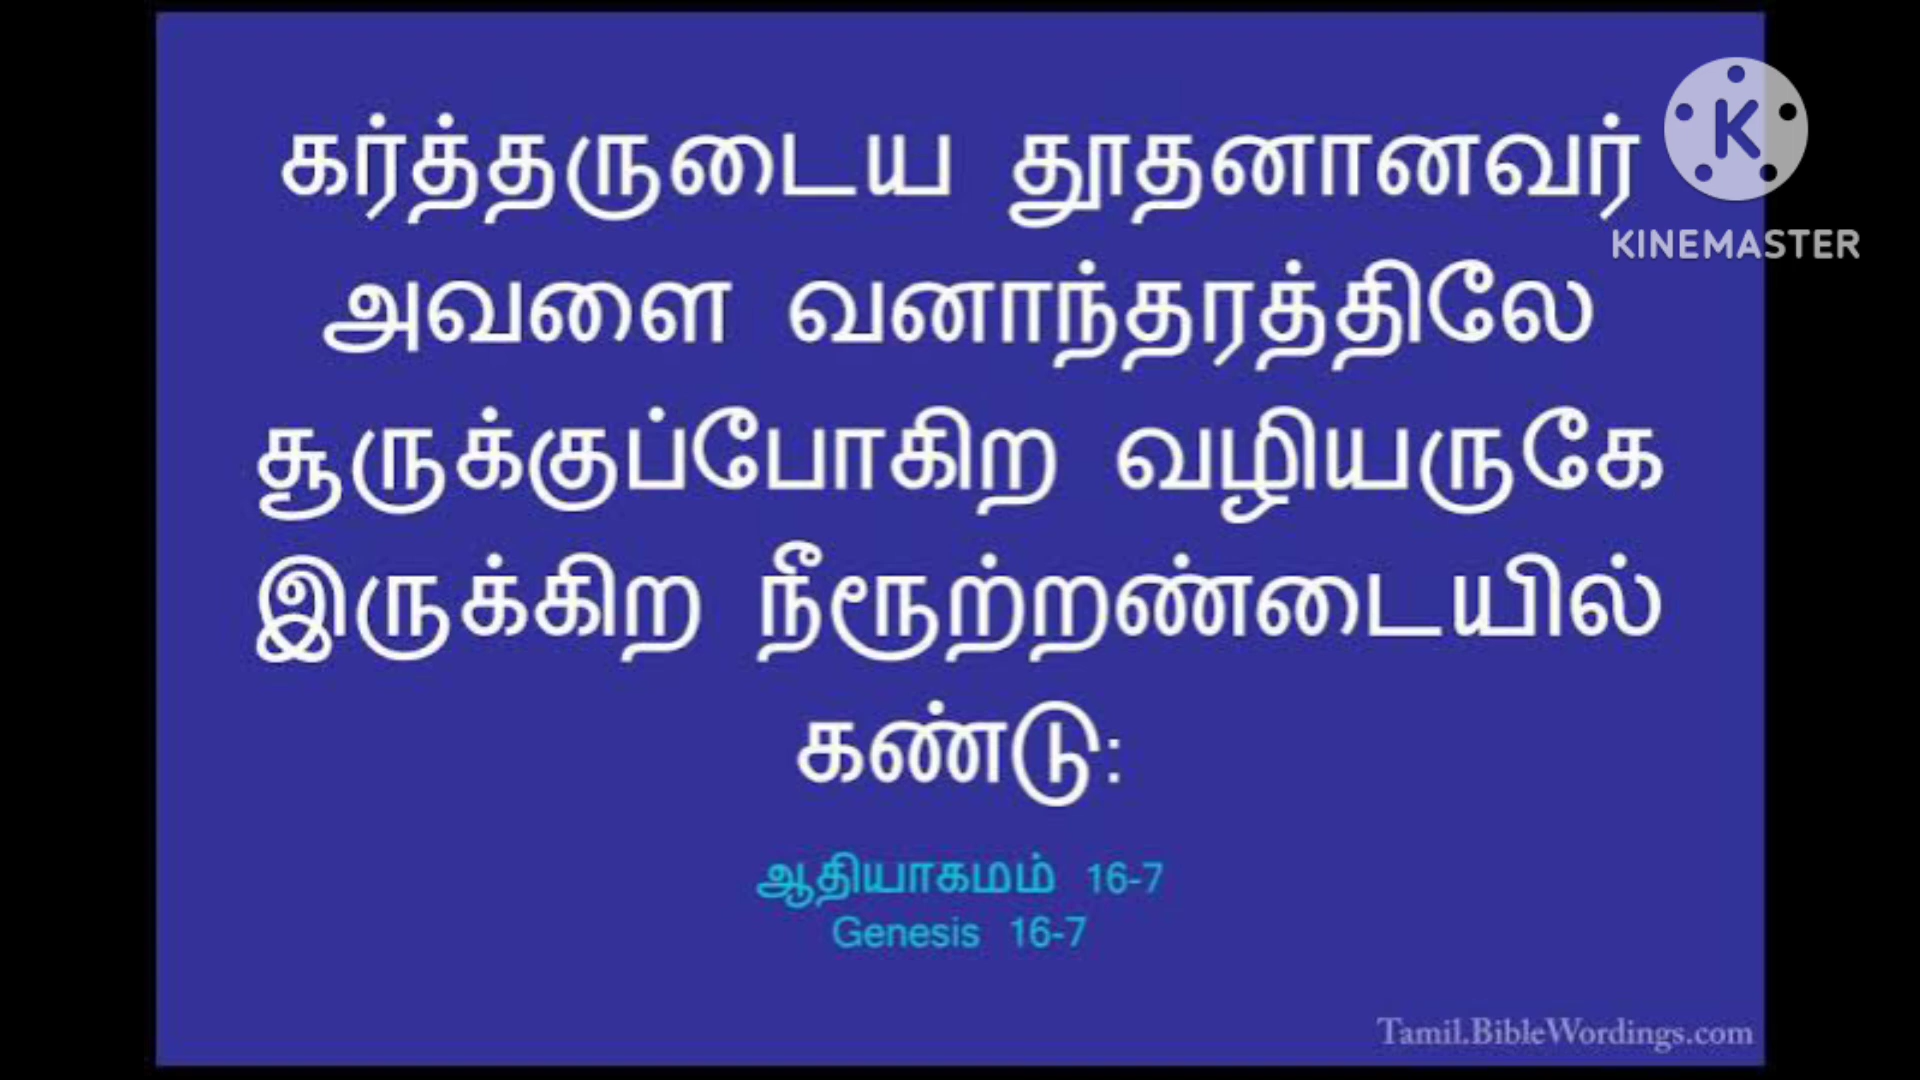 கர்த்தருடைய தூதனானவர்
அவளை வனாந்தரத்திலே
சூருக்குப்போகிற வழியருகே
இருக்கிற நீரூற்றண்டையில்
கண்டு:
ஆதியாகமம் 16-7
Genesis 16-7
K
KINEMASTER
Tamil.BibleWordings.com